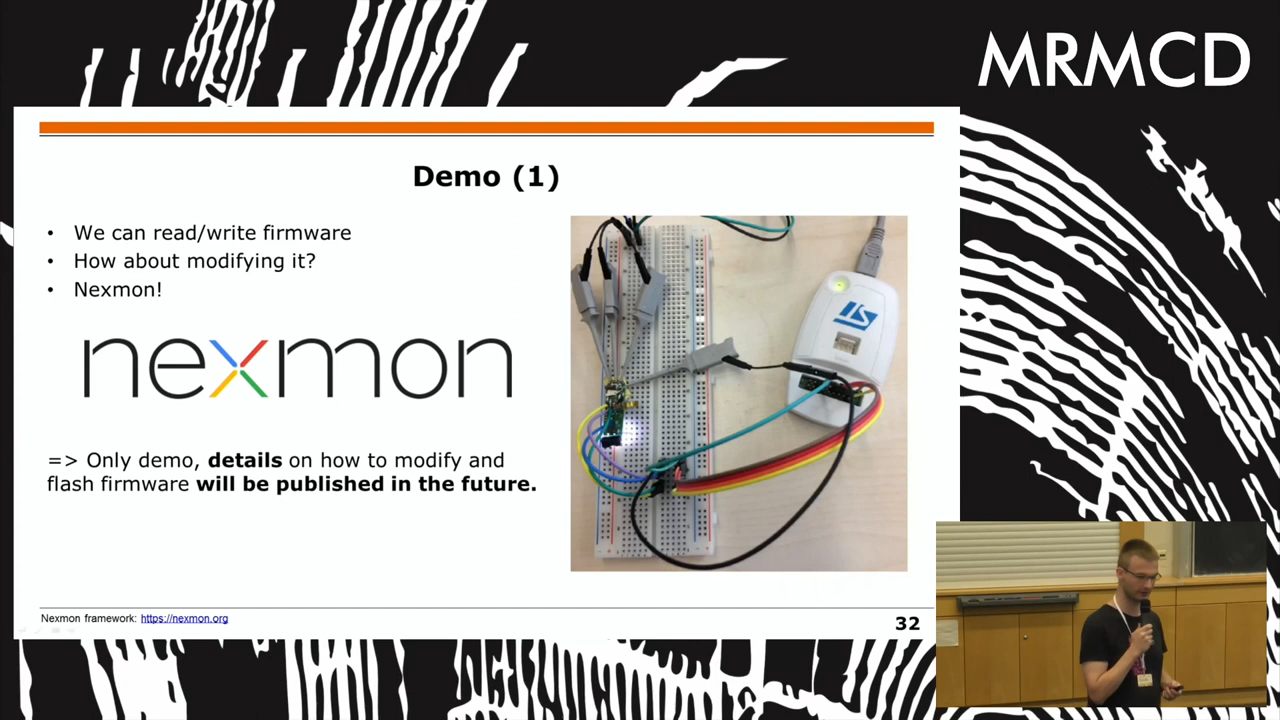 MRMCD
Demo (1)
• We can read/write firmware
• How about modifying it?
• Nexmon!
nexmon
=> Only demo, details on how to modify and
flash firmware will be published in the future.
Nexmon framework: https://nexmon.org
32